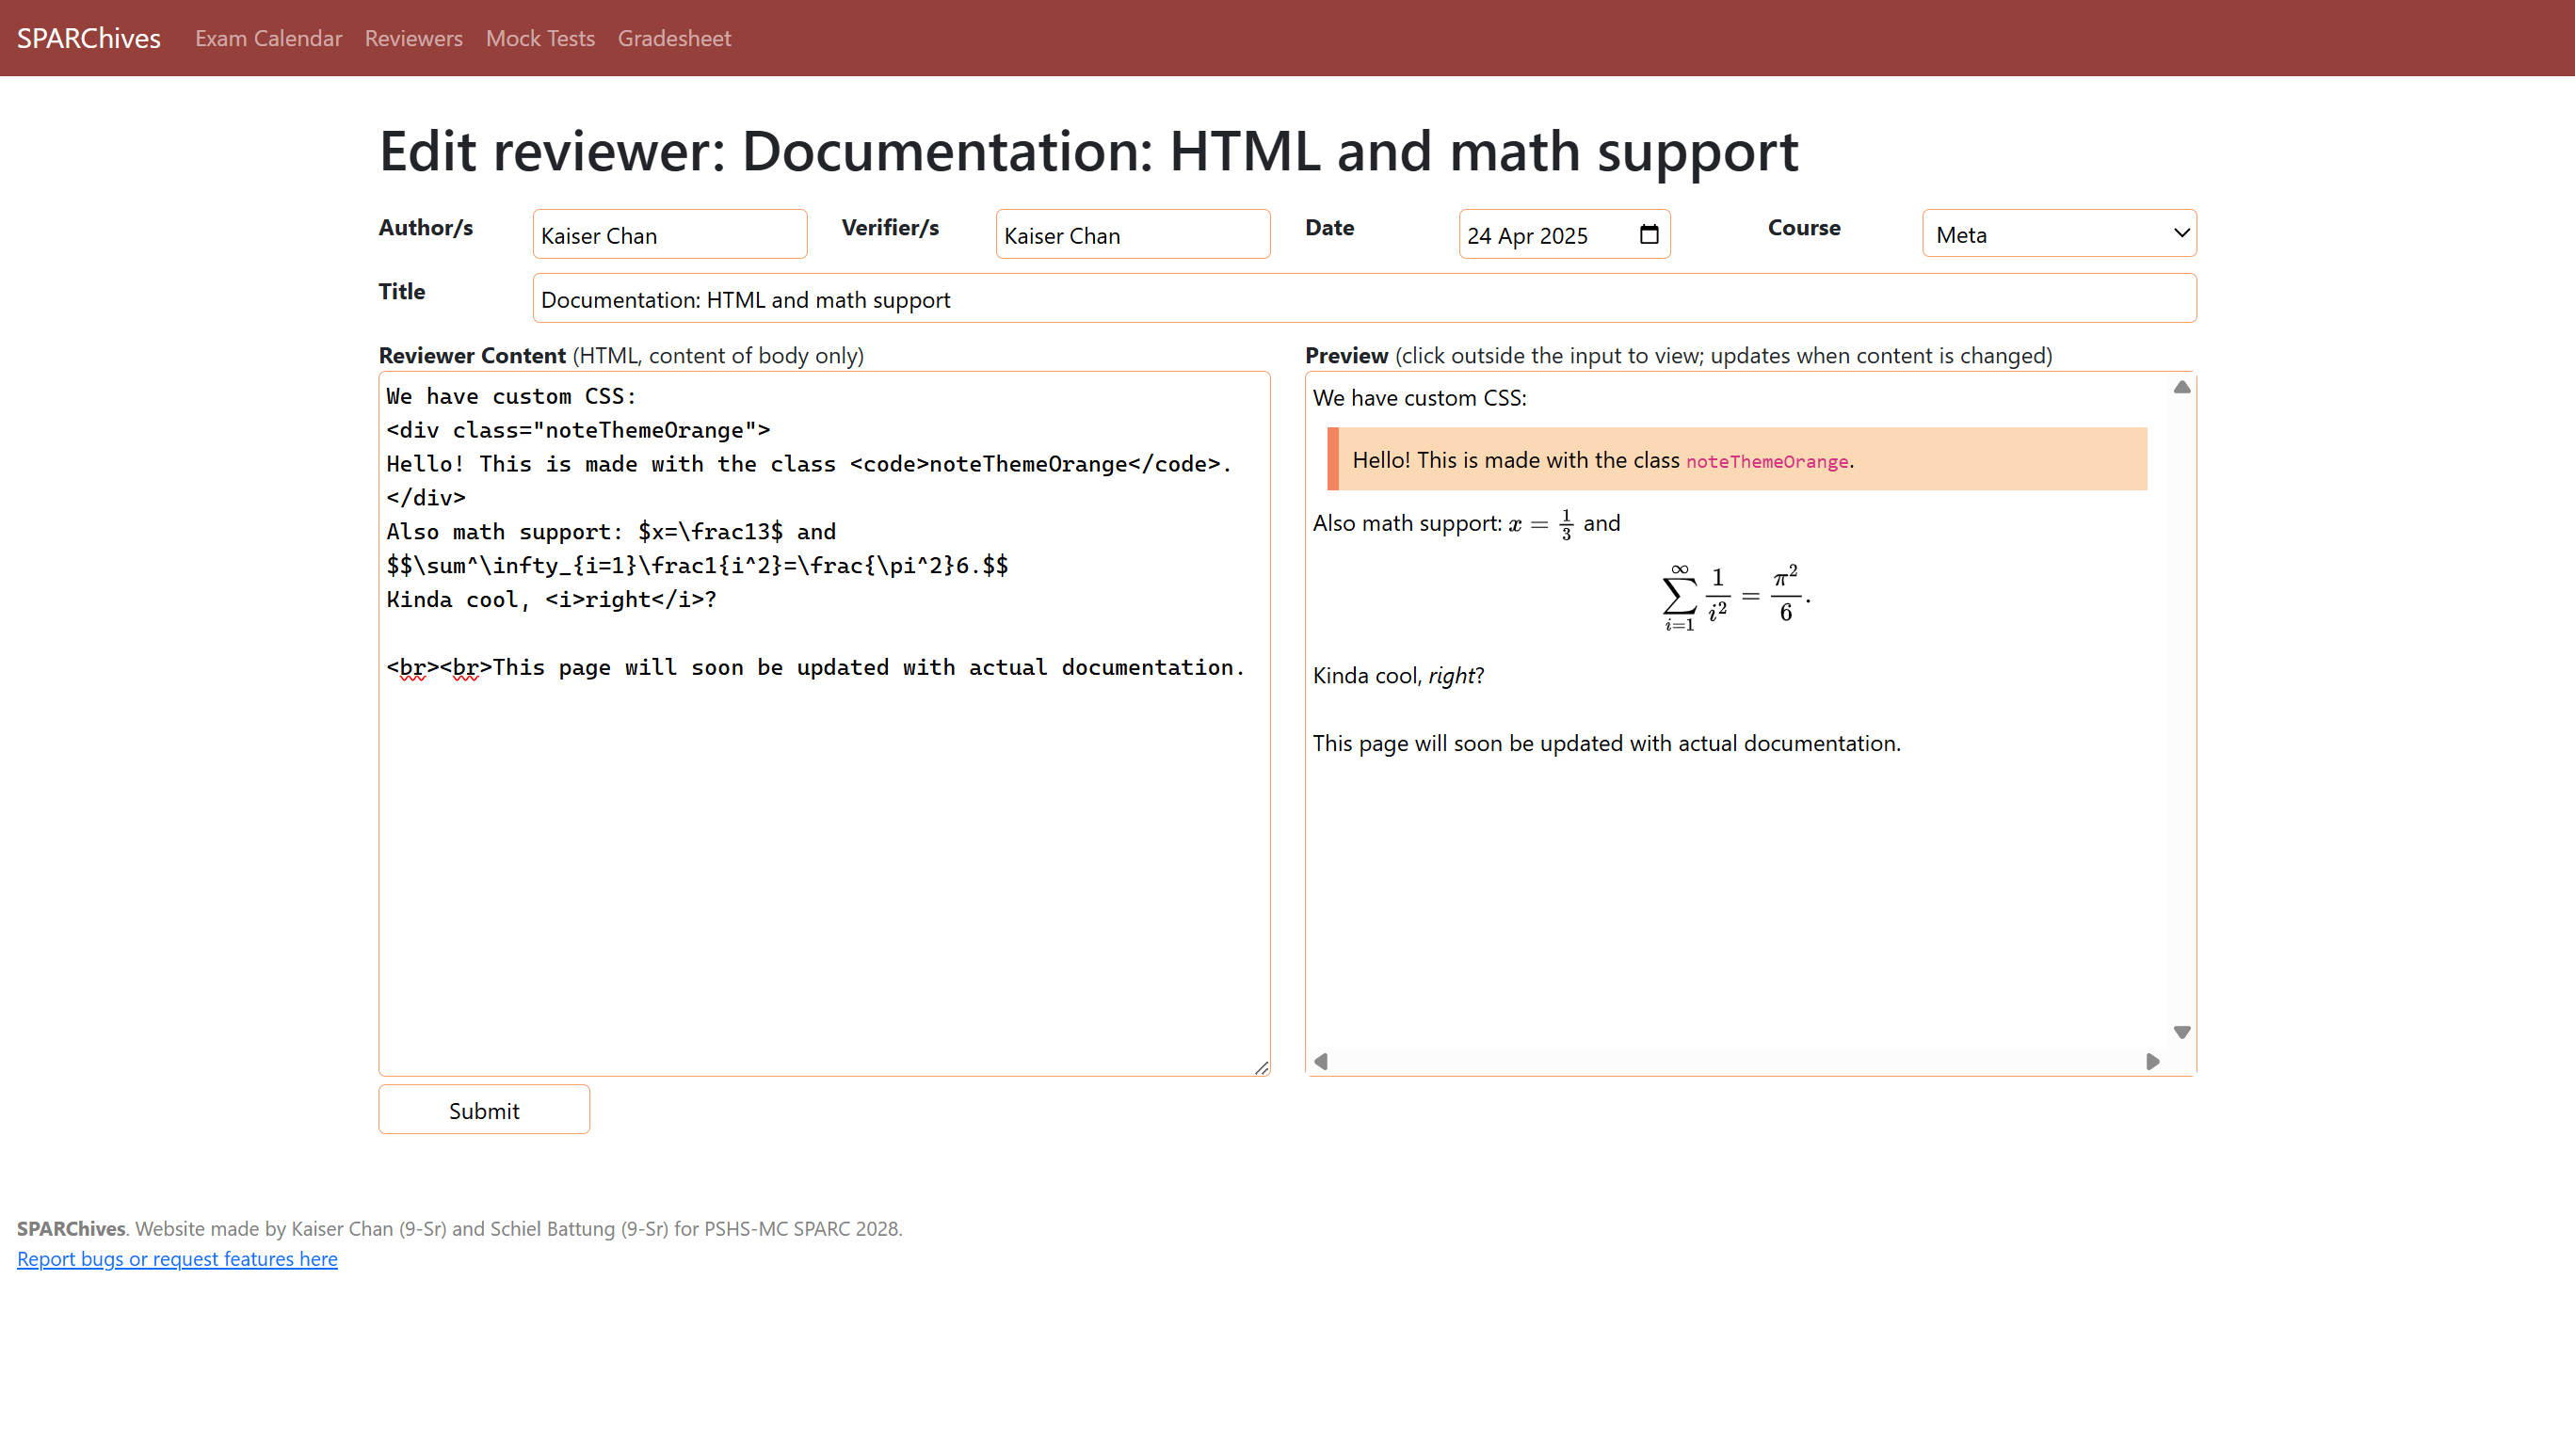 SPARChives Exam Calendar Reviewers Mock Tests Gradesheet
Edit reviewer: Documentation: HTML and math support
Author/s Kaiser Chan Verifier/s Kaiser Chan Date 24 Apr 2025 Course Meta
Title Documentation: HTML and math support
Reviewer Content (HTML, content of body only)
We have custom CSS:
<div class="noteThemeOrange">
Hello! This is made with the class <code>noteThemeOrange</code>.
</div>
Also math support: $x=\frac13$ and
$$\sum^\infty_{i=1}\frac1{i^2}=\frac{\pi^2}6.$$
Kinda cool, <i>right</i>?
<br><br>This page will soon be updated with actual documentation.
Preview (click outside the input to view; updates when content is changed)
We have custom CSS:
Hello! This is made with the class noteThemeOrange.
Also math support: x = 1/3 and
∞∑i=1 1/i² = π²/6.
Kinda cool, right?
This page will soon be updated with actual documentation.
Submit
SPARChives. Website made by Kaiser Chan (9-Sr) and Schiel Battung (9-Sr) for PSHS-MC SPARC 2028.
Report bugs or request features here